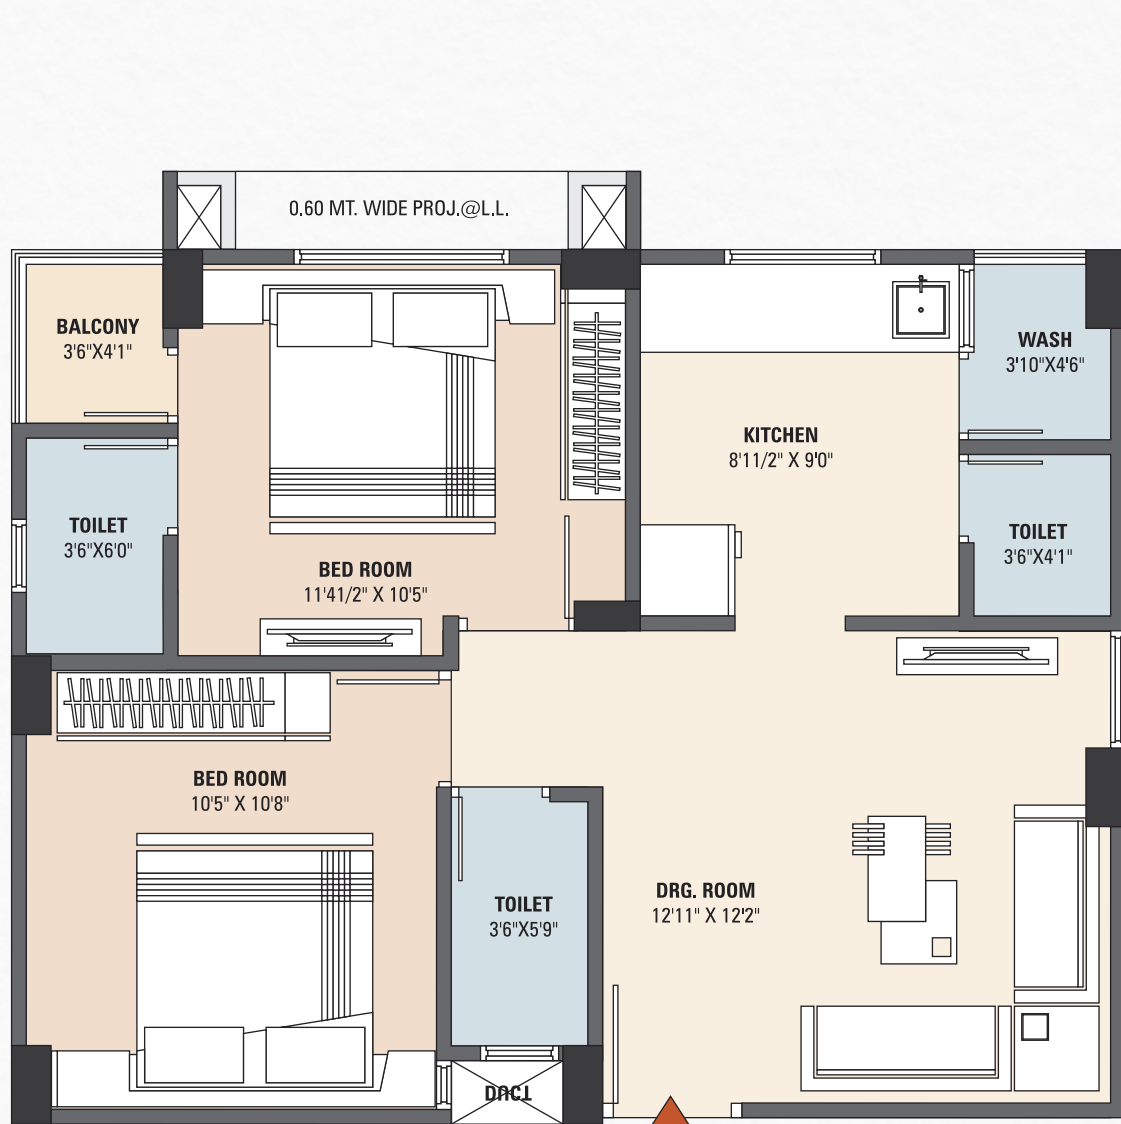 0.60 MT. WIDE PROJ.@L.L.
BALCONY
3'6"X4'1"
WASH
3'10"X4'6"
KITCHEN
8'11/2" X 9'0"
TOILET
3'6"X6'0"
TOILET
3'6"X4'1"
BED ROOM
11'41/2" X 10'5"
BED ROOM
10'5" X 10'8"
DRG. ROOM
12'11" X 12'2"
TOILET
3'6"X5'9"
DUCT